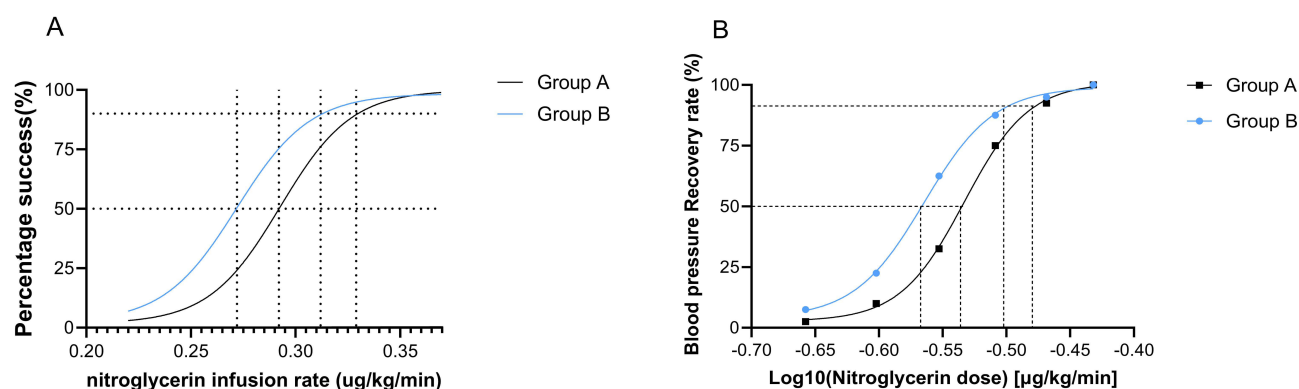 A
Percentage success(%)
100
75
50
25
0
0.20 0.25 0.30 0.35
nitroglycerin infusion rate (ug/kg/min)
Group A
Group B
B
Blood pressure Recovery rate (%)
100
75
50
25
0
-0.70 -0.65 -0.60 -0.55 -0.50 -0.45 -0.40
Log10(Nitroglycerin dose) [µg/kg/min]
Group A
Group B